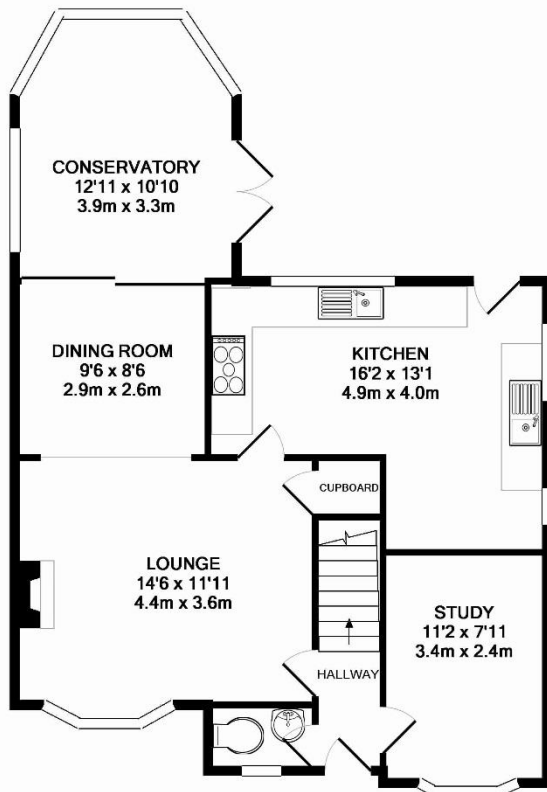 CONSERVATORY
12'11 x 10'10
3.9m x 3.3m
DINING ROOM
9'6 x 8'6
2.9m x 2.6m
KITCHEN
16'2 x 13'1
4.9m x 4.0m
CUPBOARD
LOUNGE
14'6 x 11'11
4.4m x 3.6m
HALLWAY
STUDY
11'2 x 7'11
3.4m x 2.4m